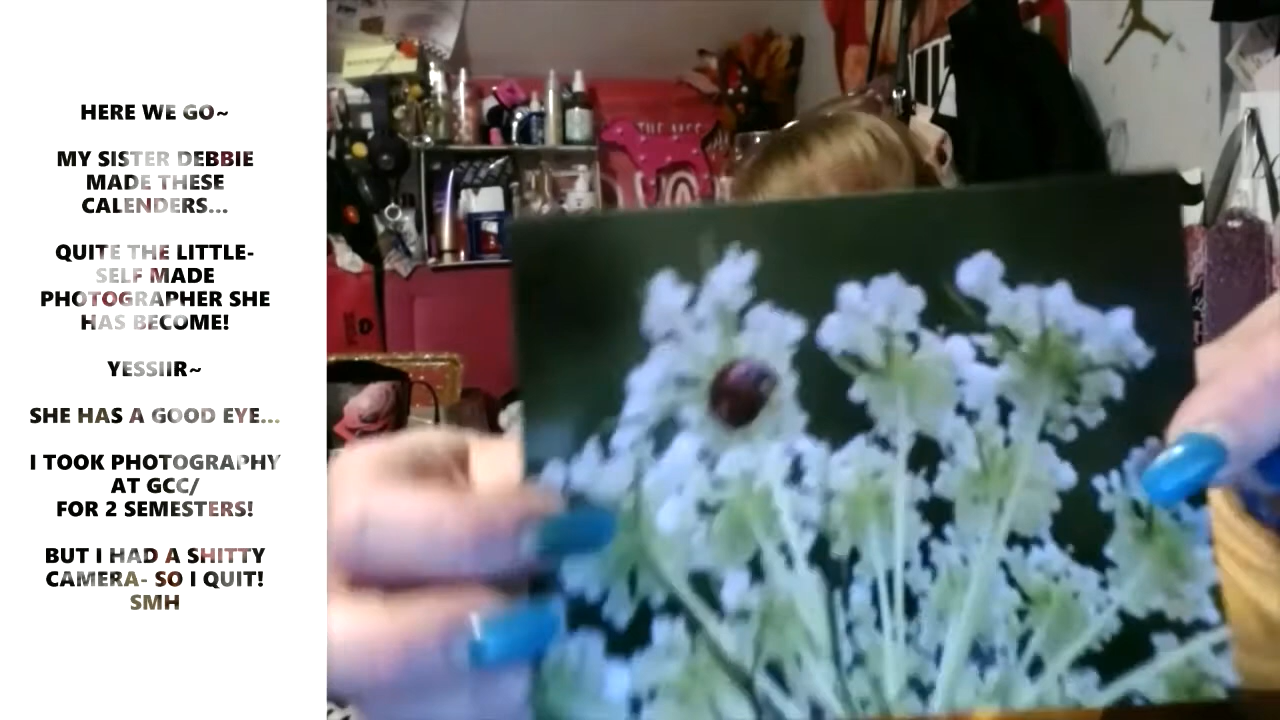 HERE WE GO~
MY SISTER DEBBIE
MADE THESE
CALENDERS...
QUITE THE LITTLE-
SELF MADE
PHOTOGRAPHER SHE
HAS BECOME!
YESSIIR~
SHE HAS A GOOD EYE...
I TOOK PHOTOGRAPHY
AT GCC/
FOR 2 SEMESTERS!
BUT I HAD A SHITTY
CAMERA- SO I QUIT!
SMH